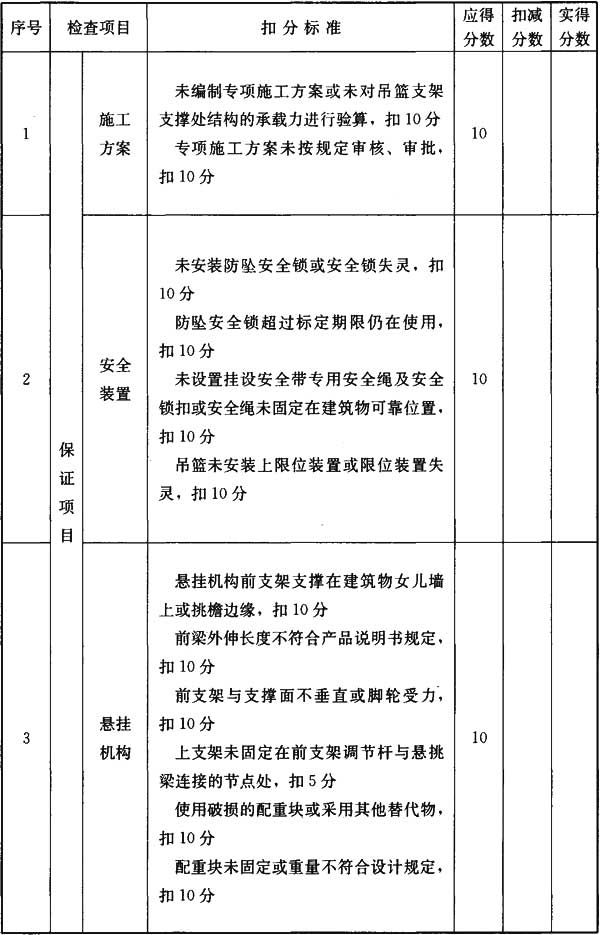 序号 检查项目 扣分标准 应得分数 扣减分数 实得分数
保证项目
1 施工方案
未编制专项施工方案或未对吊篮支架
支撑处结构的承载力进行验算，扣10分
专项施工方案未按规定审核、审批，
扣10分
10
2 安全装置
未安装防坠安全锁或安全锁失灵，扣
10分
防坠安全锁超过标定期限仍在使用，
扣10分
未设置挂设安全带专用安全绳及安全
锁扣或安全绳未固定在建筑物可靠位置，
扣10分
吊篮未安装上限位装置或限位装置失
灵，扣10分
10
3 悬挂机构
悬挂机构前支架支撑在建筑物女儿墙
上或挑檐边缘，扣10分
前梁外伸长度不符合产品说明书规定，
扣10分
前支架与支撑面不垂直或脚轮受力，
扣10分
上支架未固定在前支架调节杆与悬挑
梁连接的节点处，扣5分
使用破损的配重块或采用其他替代物，
扣10分
配重块未固定或重量不符合设计规定，
扣10分
10